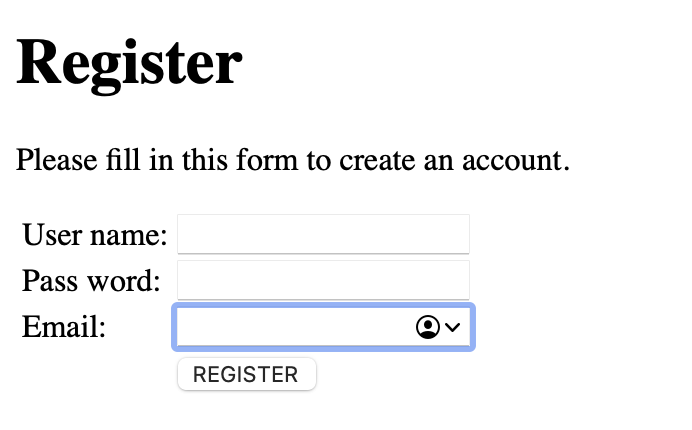 Register
Please fill in this form to create an account.
User name:
Pass word:
Email:
REGISTER